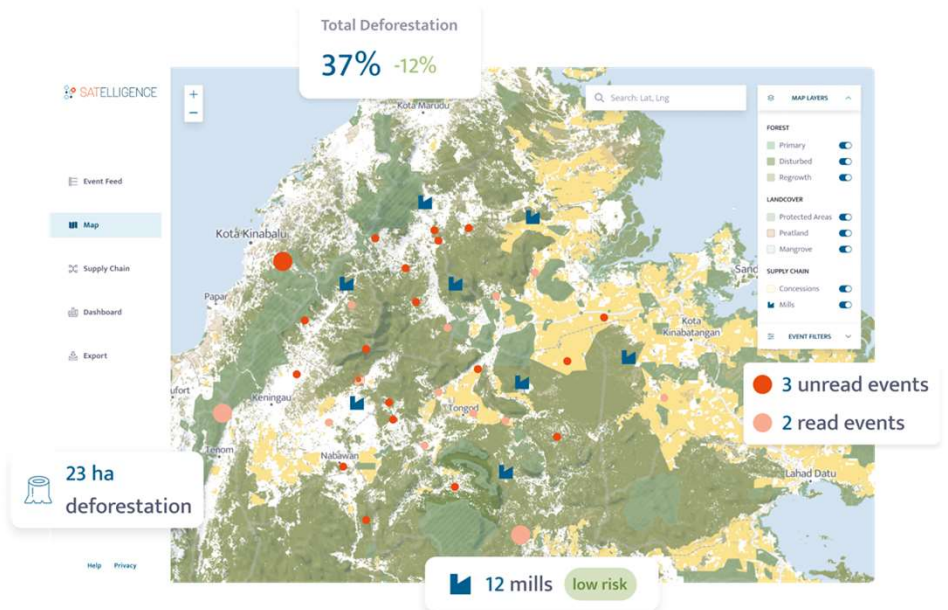 Total Deforestation
37% -12%
SATELLIGENCE
+
−
Search: Lat, Lng
MAP LAYERS
FOREST
Primary
Disturbed
Regrowth
LANDCOVER
Protected Areas
Peatland
Mangrove
SUPPLY CHAIN
Concessions
Mills
EVENT FILTERS
Event Feed
Map
Supply Chain
Dashboard
Export
Kota Marudu
Kota Kinabalu
Papar
Sand
Kota
Kinabatangan
ufort
Keningau
Tongod
Tenom
Nabawan
Lahad Datu
3 unread events
2 read events
23 ha
deforestation
Help Privacy
12 mills low risk